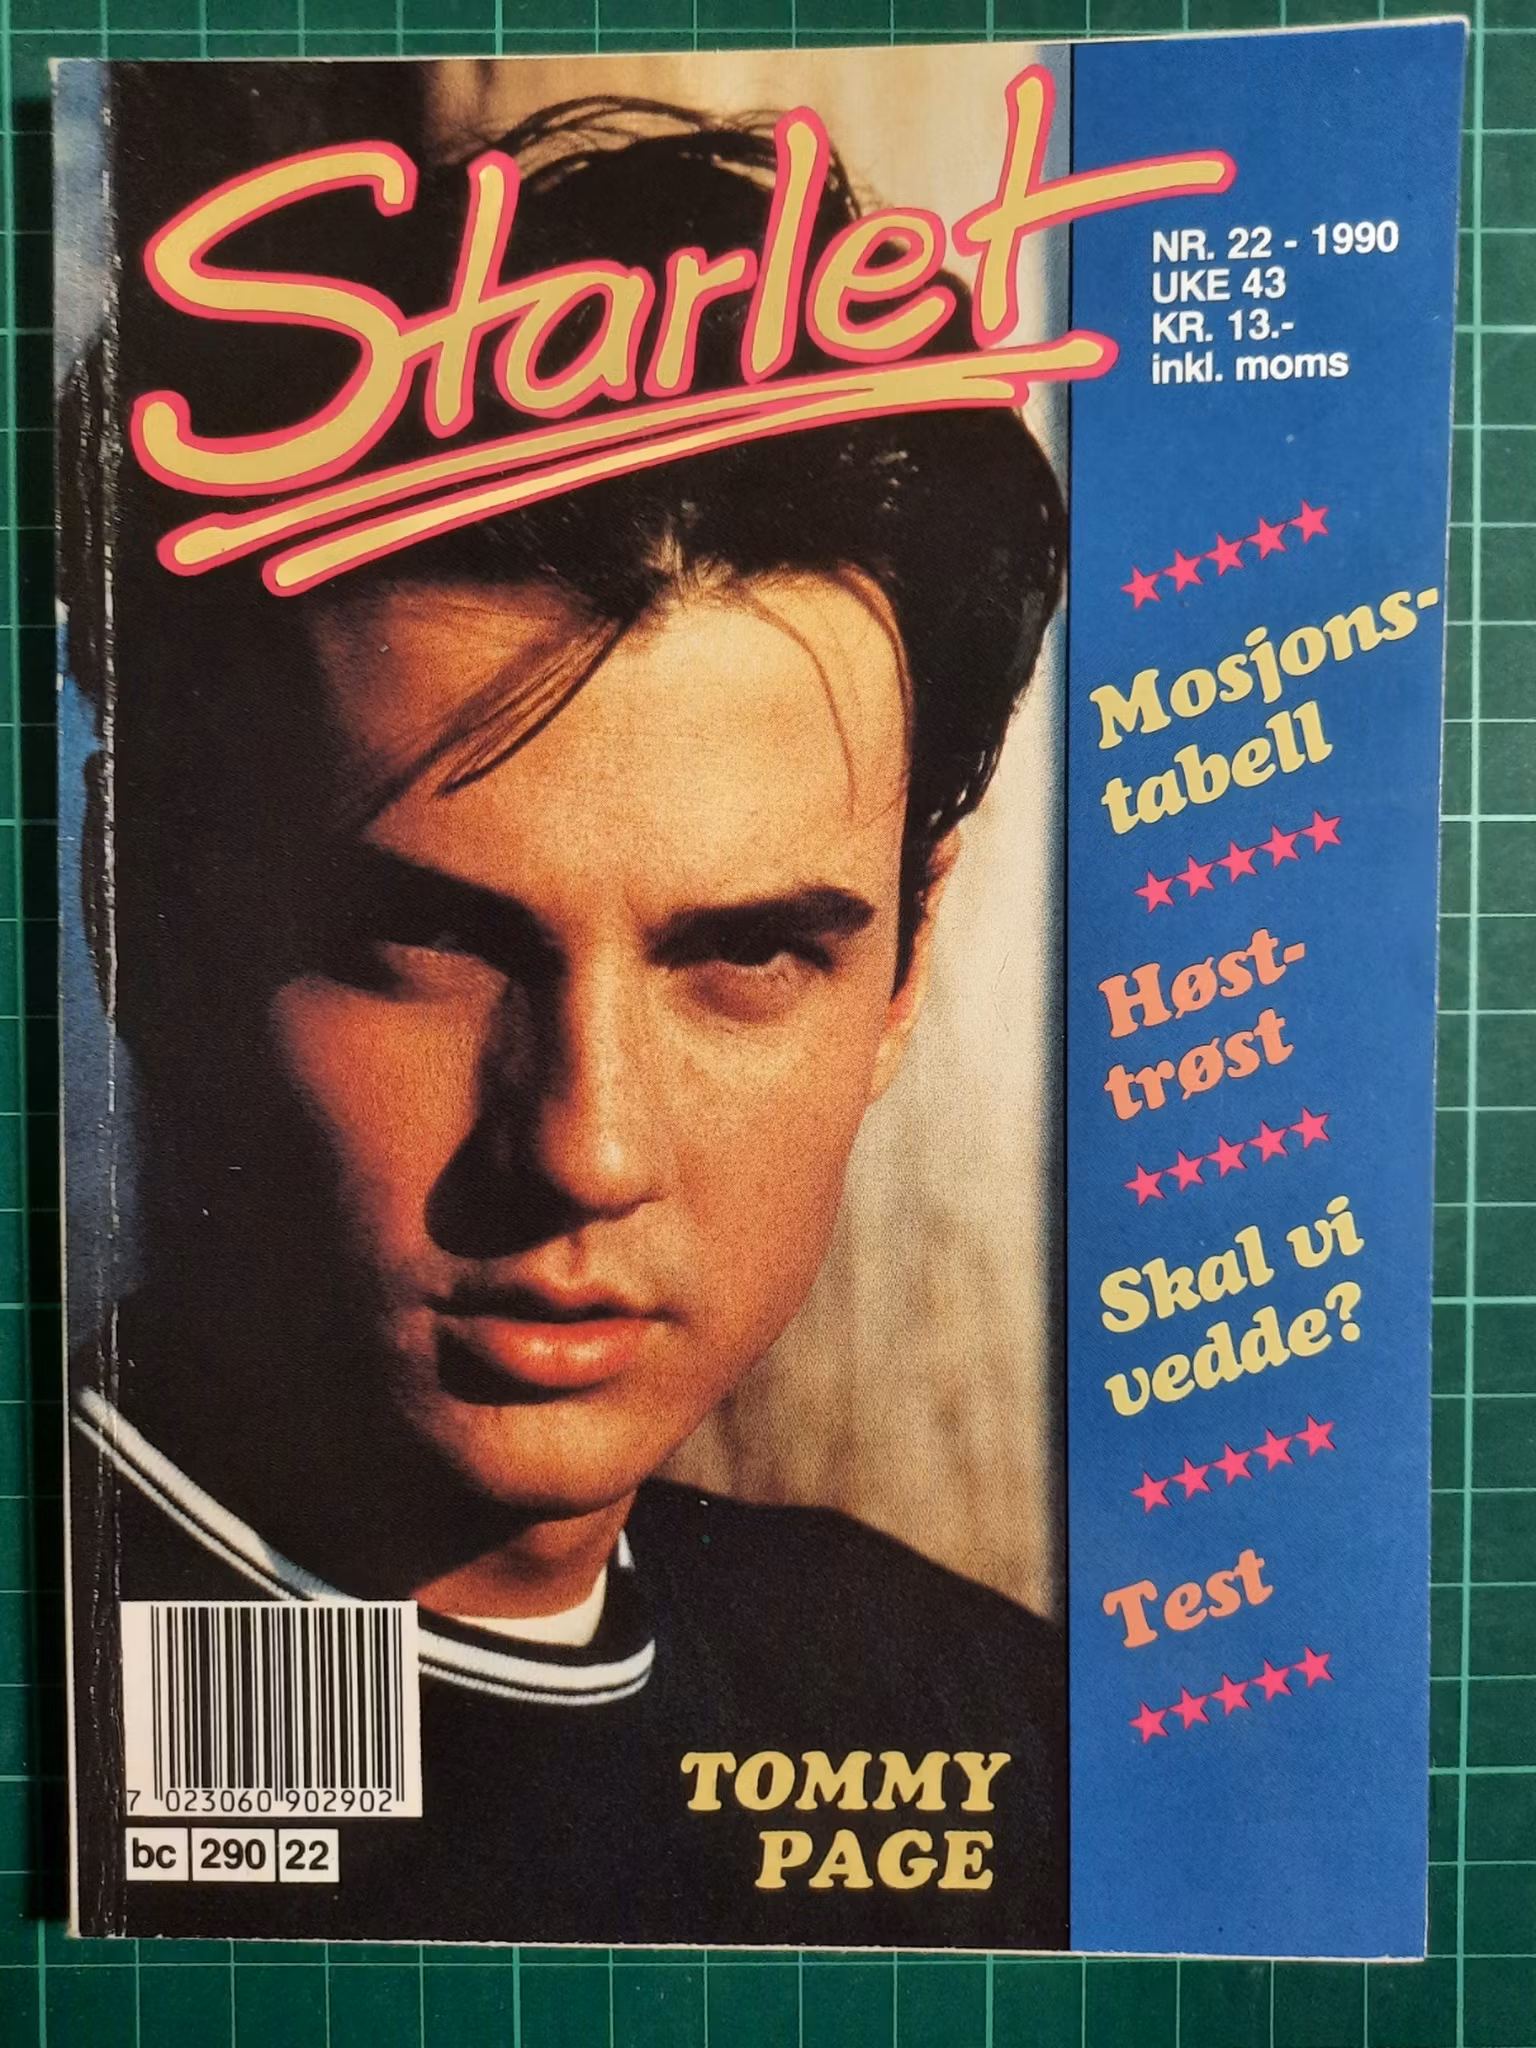 Starlet
NR. 22 - 1990
UKE 43
KR. 13.-
inkl. moms
Mosjons-
tabell
Høst-
trøst
Skal vi
vedde?
Test
TOMMY
PAGE
7 023060 902902
bc 290 22